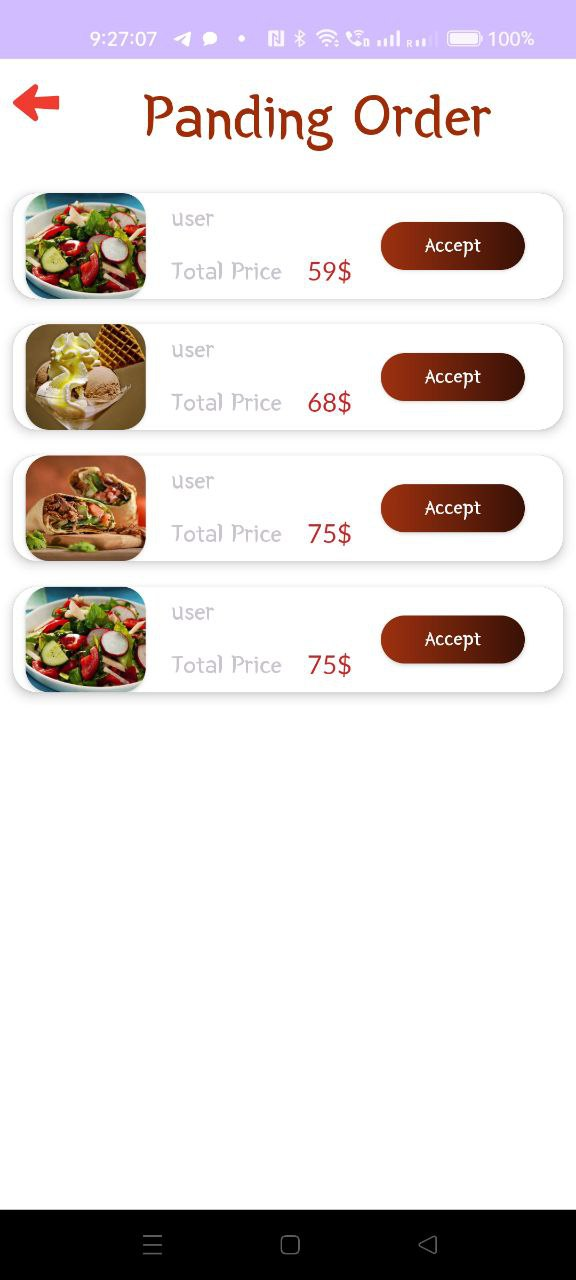 9:27:07 100%
Panding Order
user
Total Price 59$
Accept
user
Total Price 68$
Accept
user
Total Price 75$
Accept
user
Total Price 75$
Accept